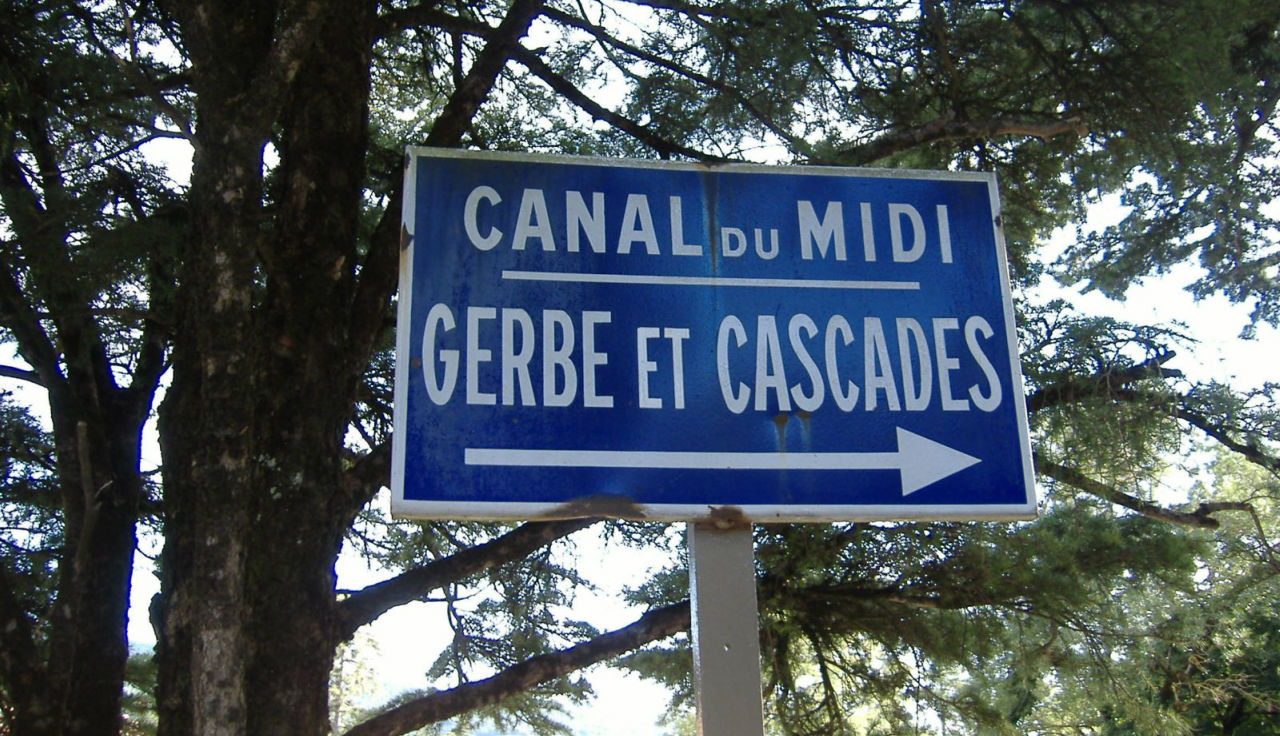 CANAL DU MIDI
GERBE ET CASCADES